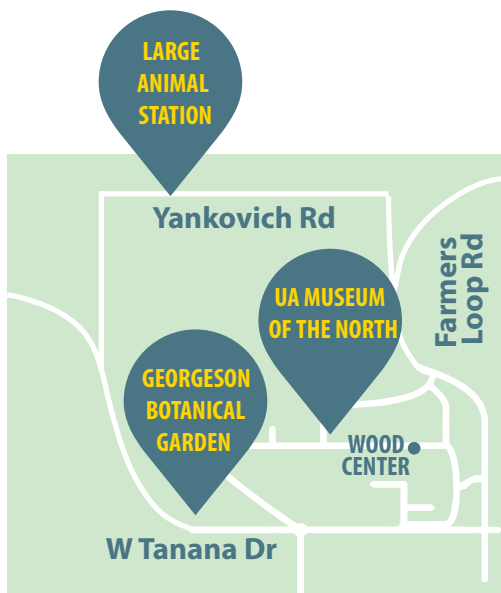 LARGE
ANIMAL
STATION
Yankovich Rd
Farmers
Loop Rd
UA MUSEUM
OF THE NORTH
GEORGESON
BOTANICAL
GARDEN
WOOD
CENTER
W Tanana Dr